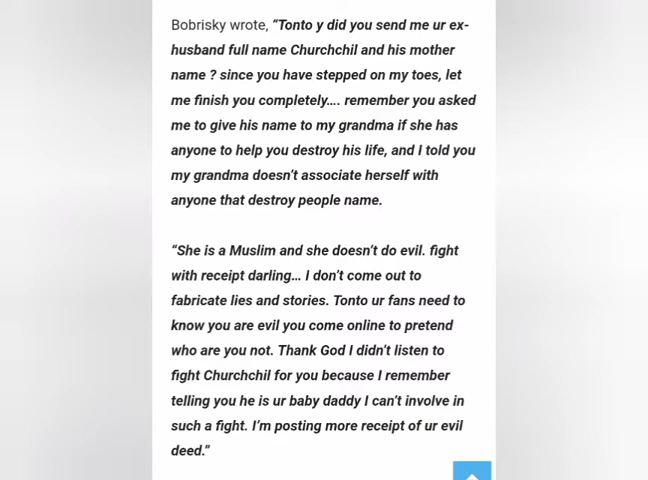 Bobrisky wrote, “Tonto y did you send me ur ex-
husband full name Churchchil and his mother
name ? since you have stepped on my toes, let
me finish you completely…. remember you asked
me to give his name to my grandma if she has
anyone to help you destroy his life, and I told you
my grandma doesn’t associate herself with
anyone that destroy people name.
“She is a Muslim and she doesn’t do evil. fight
with receipt darling… I don’t come out to
fabricate lies and stories. Tonto ur fans need to
know you are evil you come online to pretend
who are you not. Thank God I didn’t listen to
fight Churchchil for you because I remember
telling you he is ur baby daddy I can’t involve in
such a fight. I’m posting more receipt of ur evil
deed.”